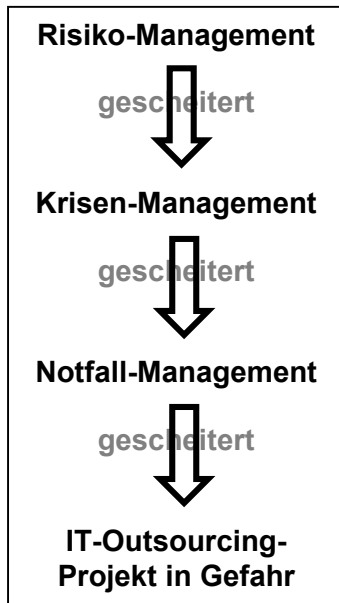 Risiko-Management
gescheitert
Krisen-Management
gescheitert
Notfall-Management
gescheitert
IT-Outsourcing-
Projekt in Gefahr